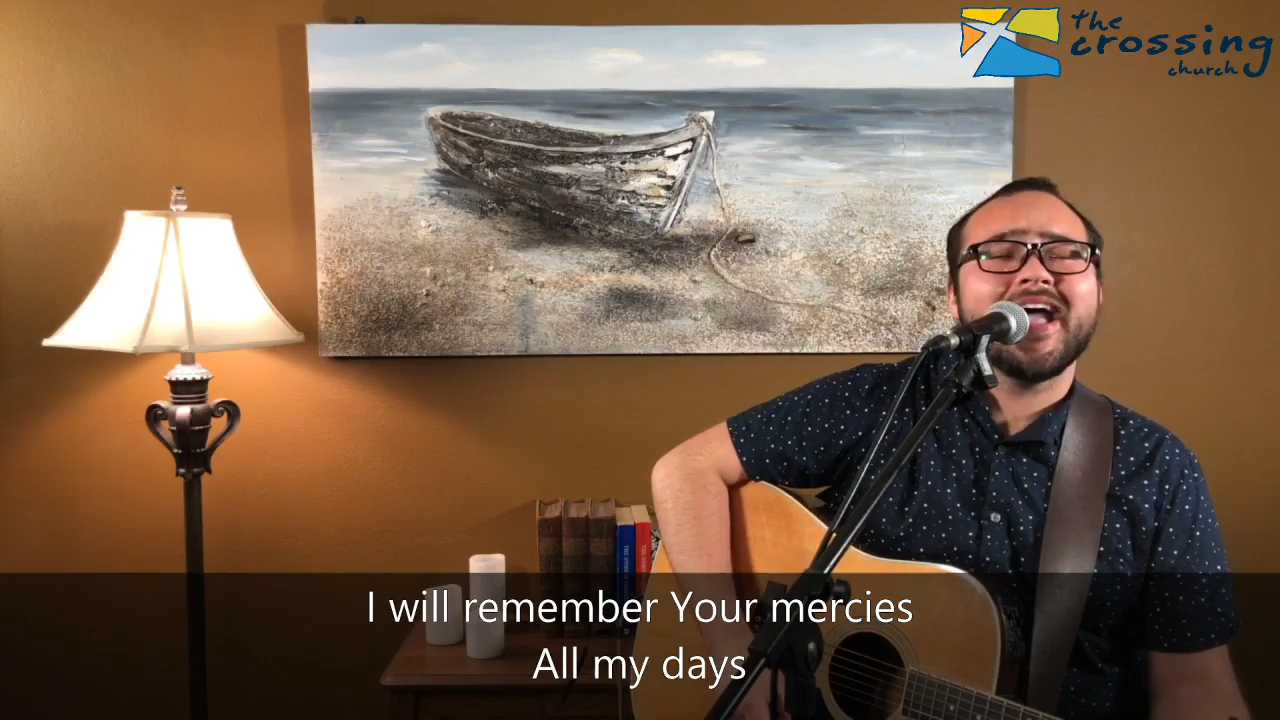 the
crossing
church
I will remember Your mercies
All my days